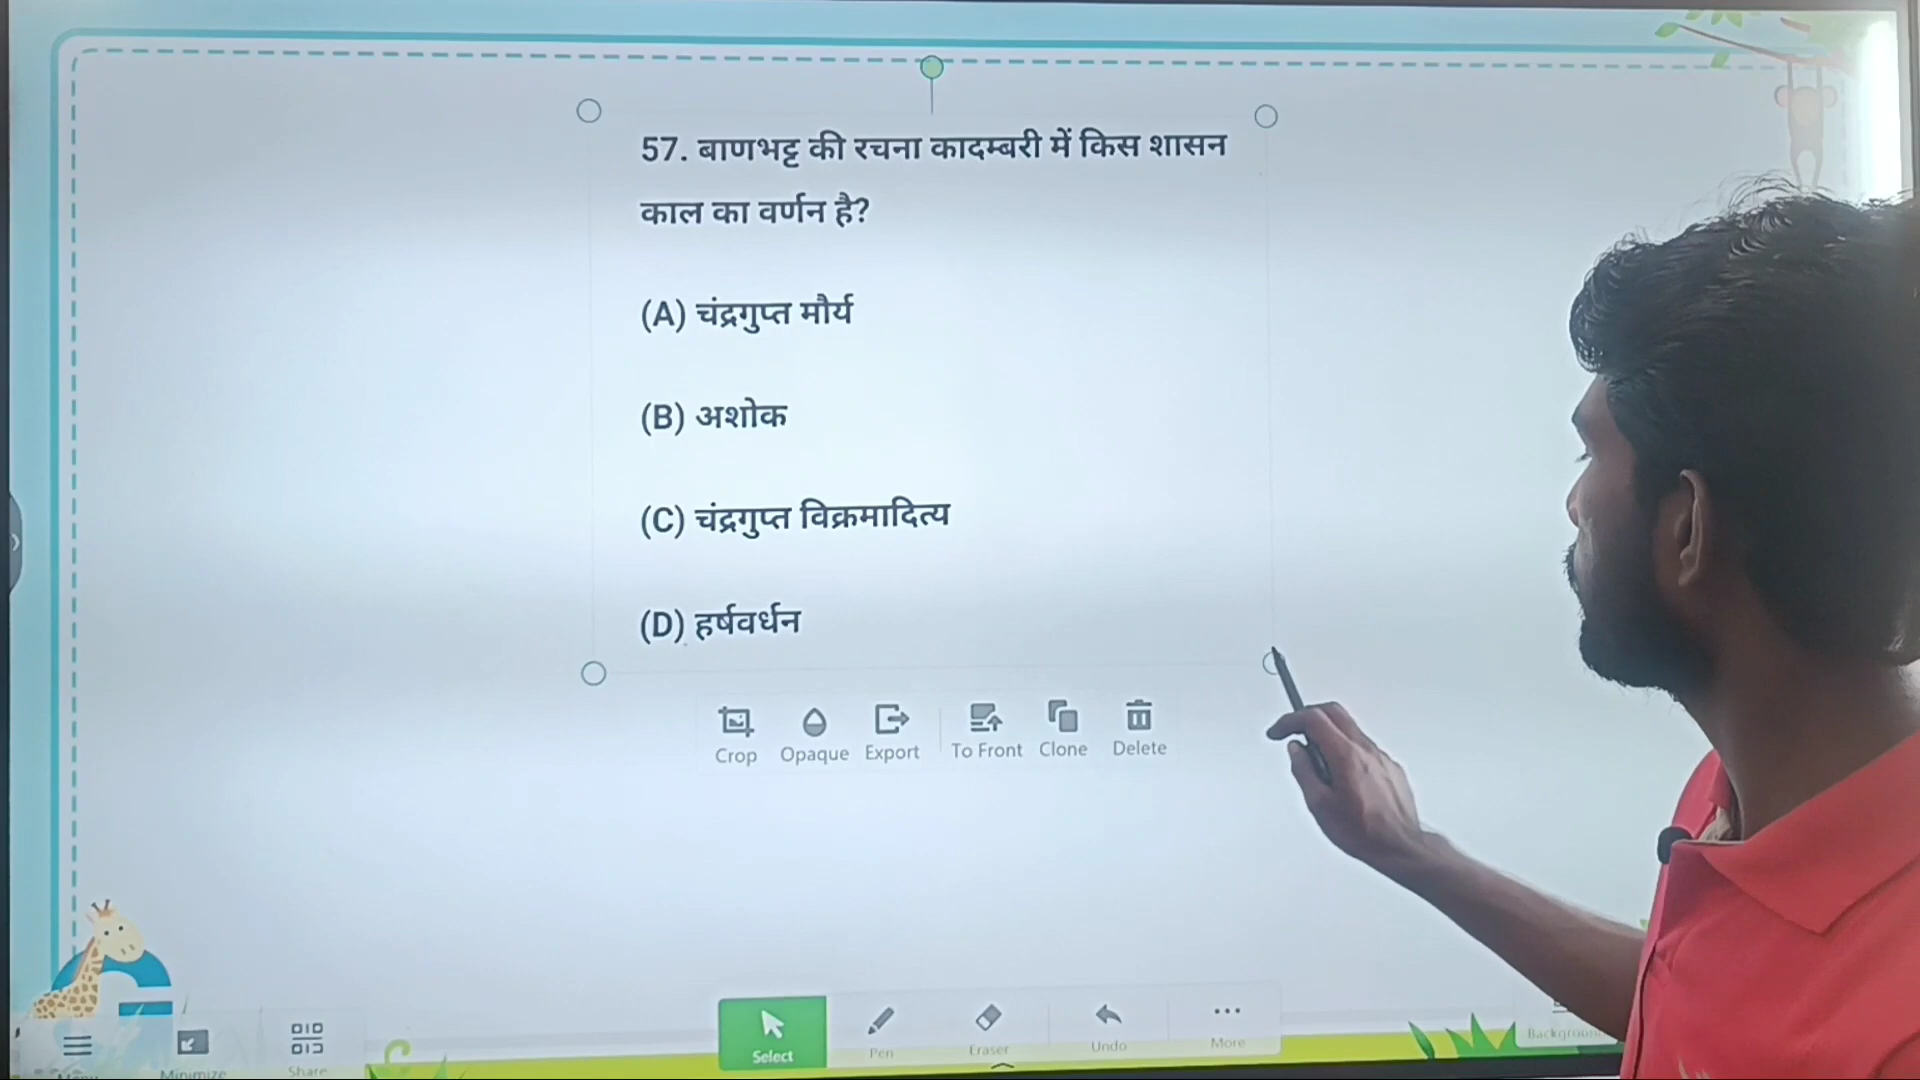 57. बाणभट्ट की रचना कादम्बरी में किस शासन
काल का वर्णन है?
(A) चंद्रगुप्त मौर्य
(B) अशोक
(C) चंद्रगुप्त विक्रमादित्य
(D) हर्षवर्धन
Crop Opaque Export To Front Clone Delete
Minimize Share Select Pen Eraser Undo More Background